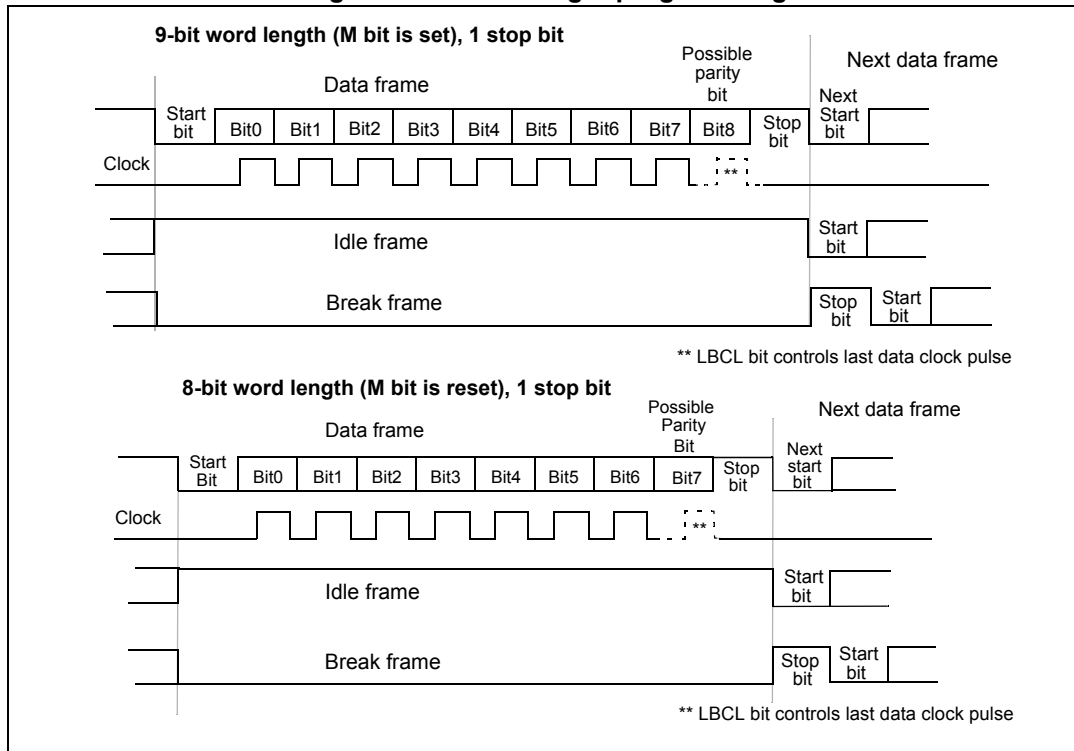 9-bit word length (M bit is set), 1 stop bit
Possible
parity
bit
Next data frame
Data frame
Next
Start
bit
Start
bit
Bit0 Bit1 Bit2 Bit3 Bit4 Bit5 Bit6 Bit7 Bit8
Stop
bit
Clock
**
Idle frame
Start
bit
Break frame
Stop
bit
Start
bit
** LBCL bit controls last data clock pulse
8-bit word length (M bit is reset), 1 stop bit
Possible
Parity
Bit
Next data frame
Data frame
Next
start
bit
Start
Bit
Bit0 Bit1 Bit2 Bit3 Bit4 Bit5 Bit6 Bit7
Stop
bit
Clock
**
Idle frame
Start
bit
Break frame
Stop
bit
Start
bit
** LBCL bit controls last data clock pulse